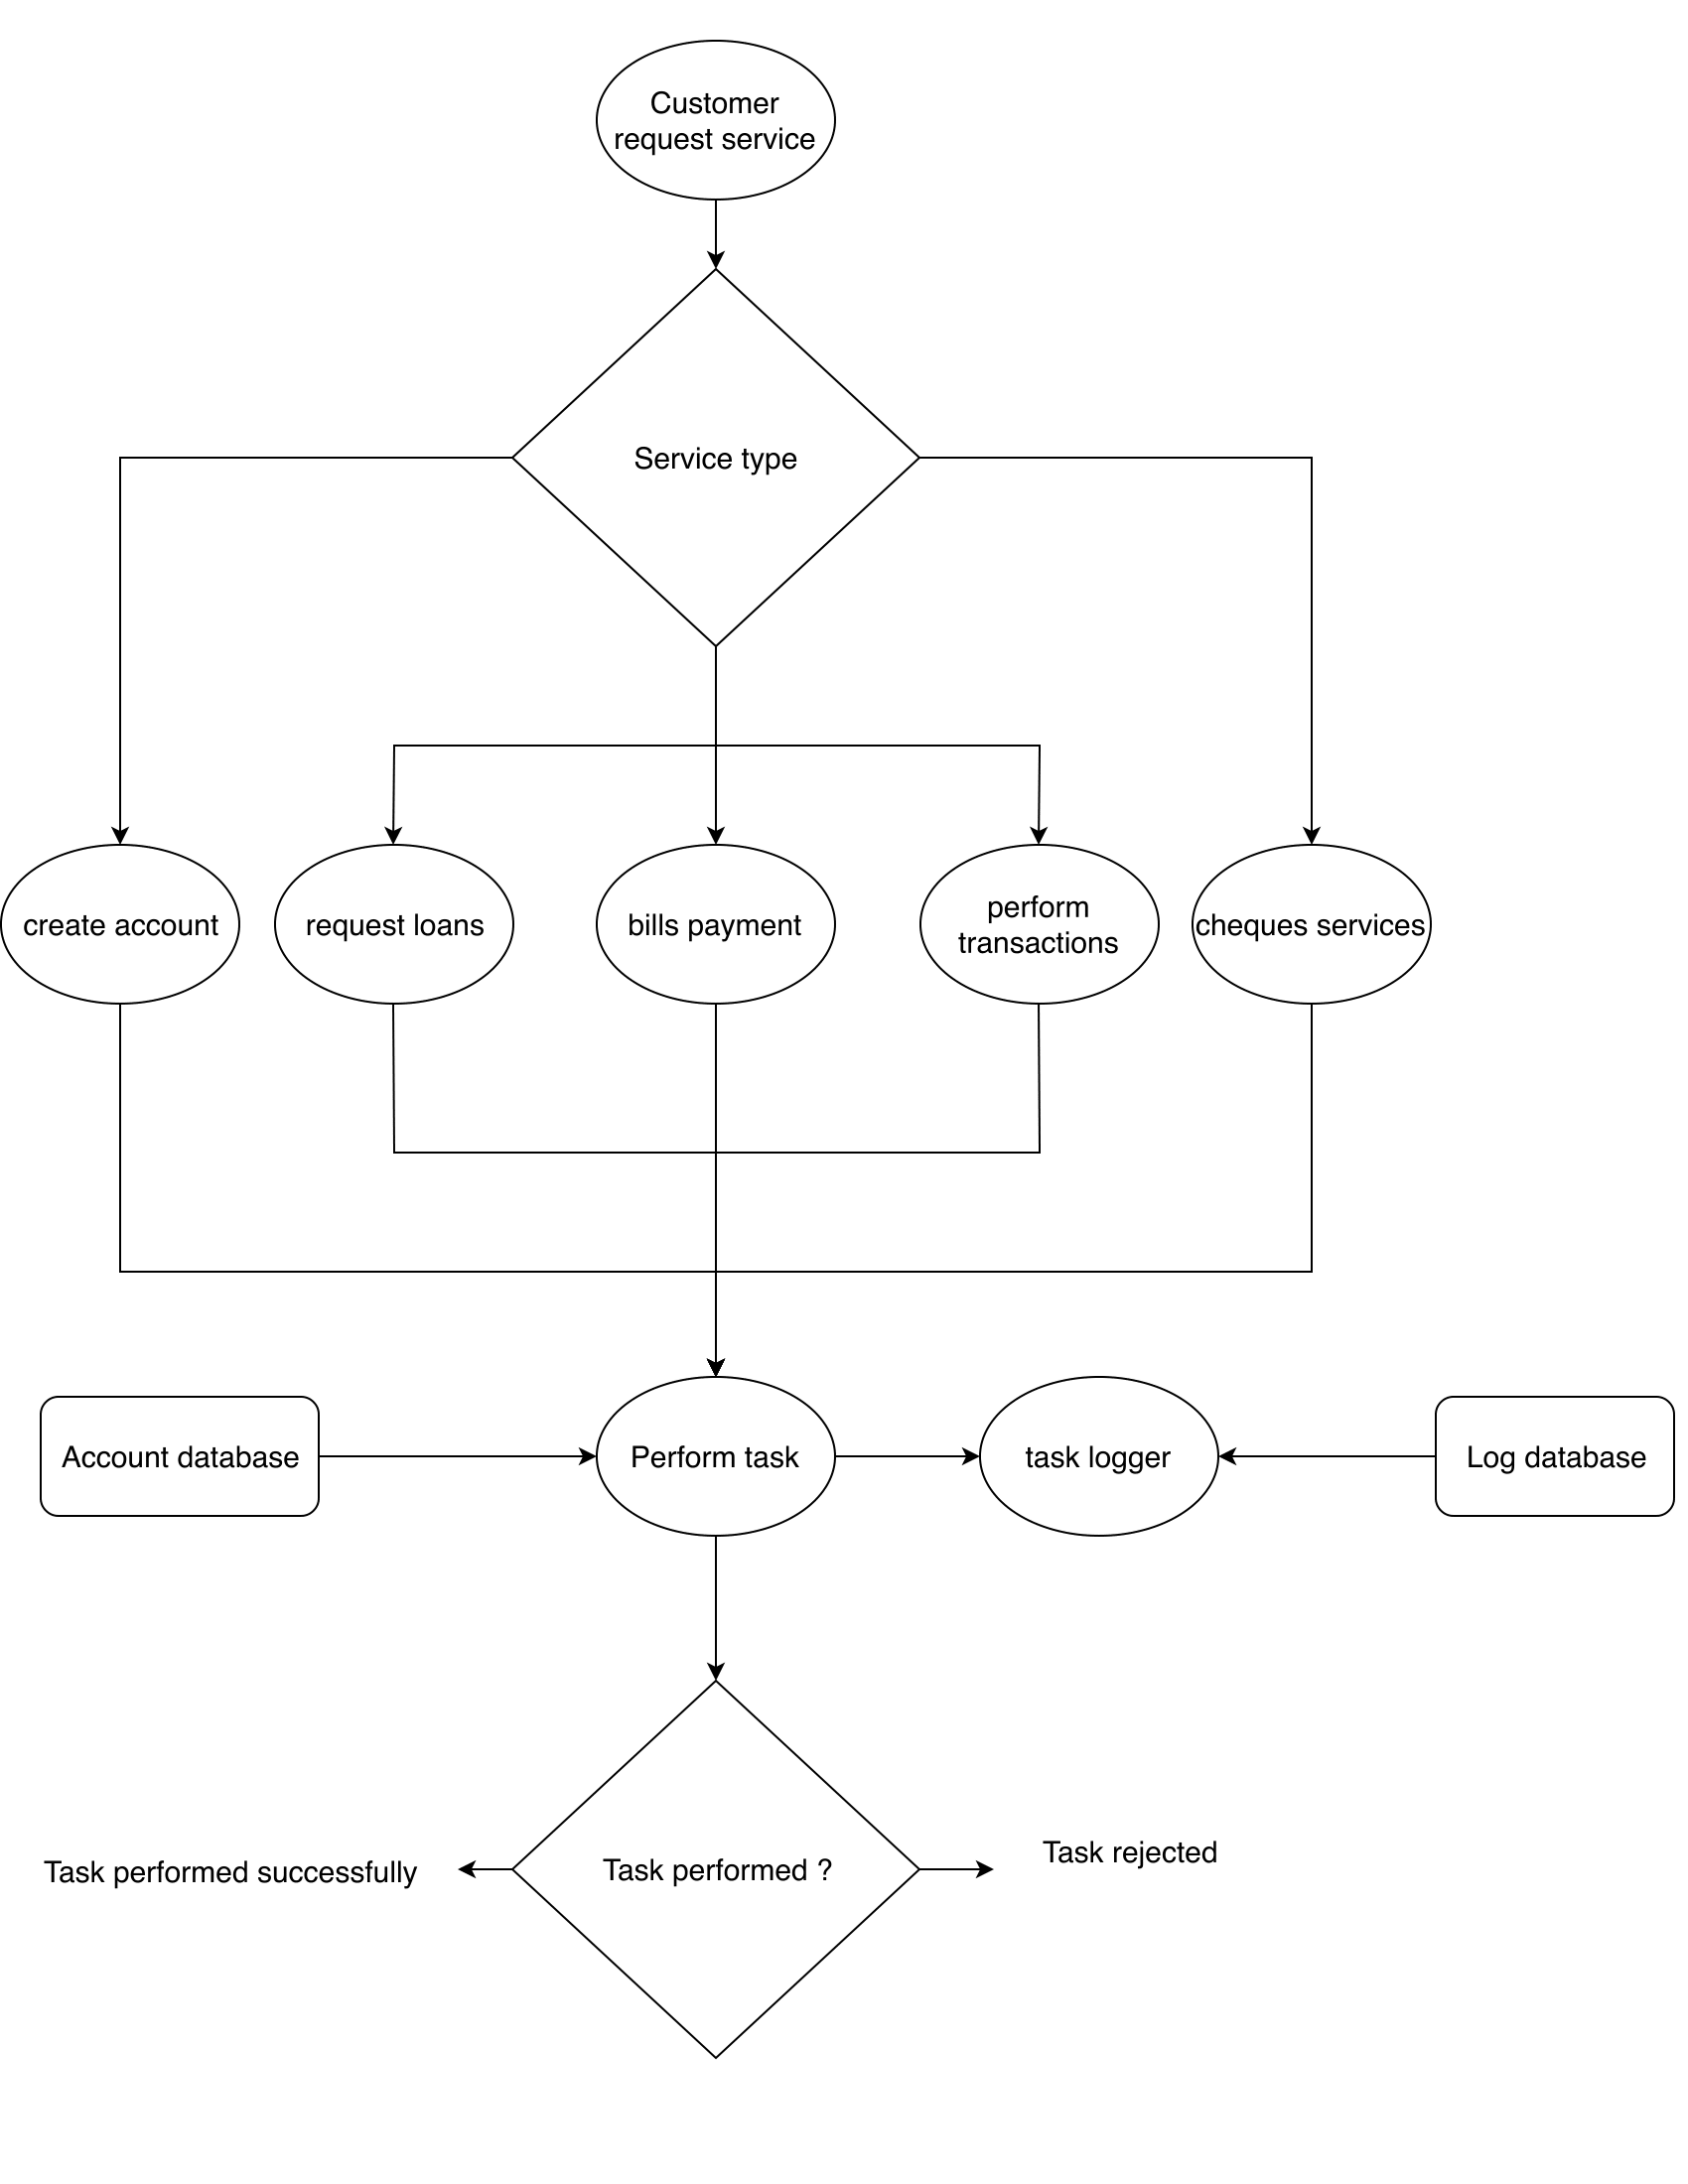 Customer
request service
Service type
create account
request loans
bills payment
perform
transactions
cheques services
Account database
Perform task
task logger
Log database
Task performed successfully
Task performed ?
Task rejected